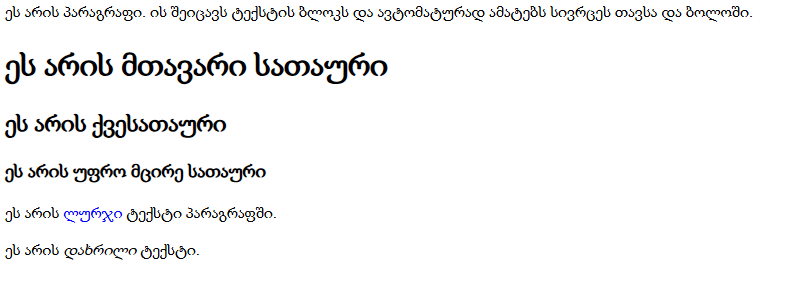 ეს არის პარაგრაფი. ის შეიცავს ტექსტის ბლოკს და ავტომატურად ამატებს სივრცეს თავსა და ბოლოში.
ეს არის მთავარი სათაური
ეს არის ქვესათაური
ეს არის უფრო მცირე სათაური
ეს არის ლურჯი ტექსტი პარაგრაფში.
ეს არის დახრილი ტექსტი.